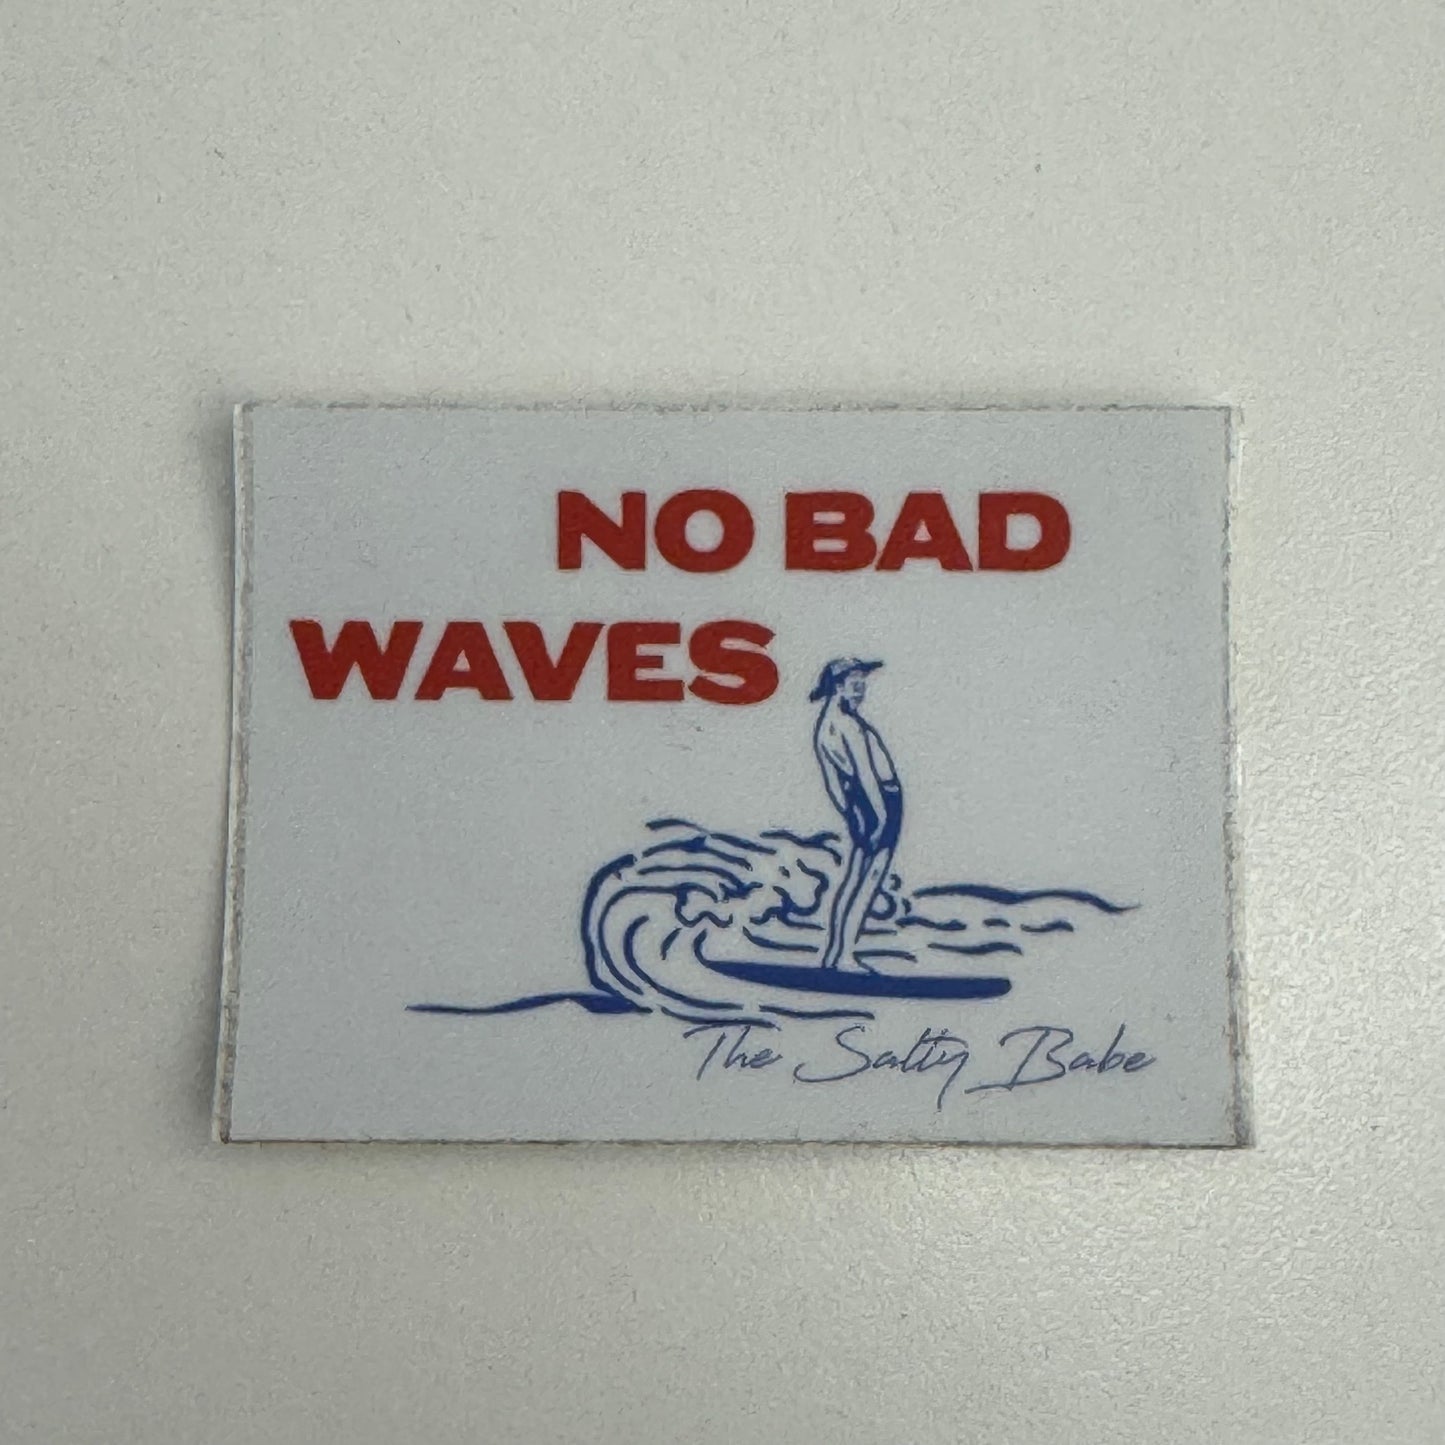 NO BAD
WAVES
The Salty Babe